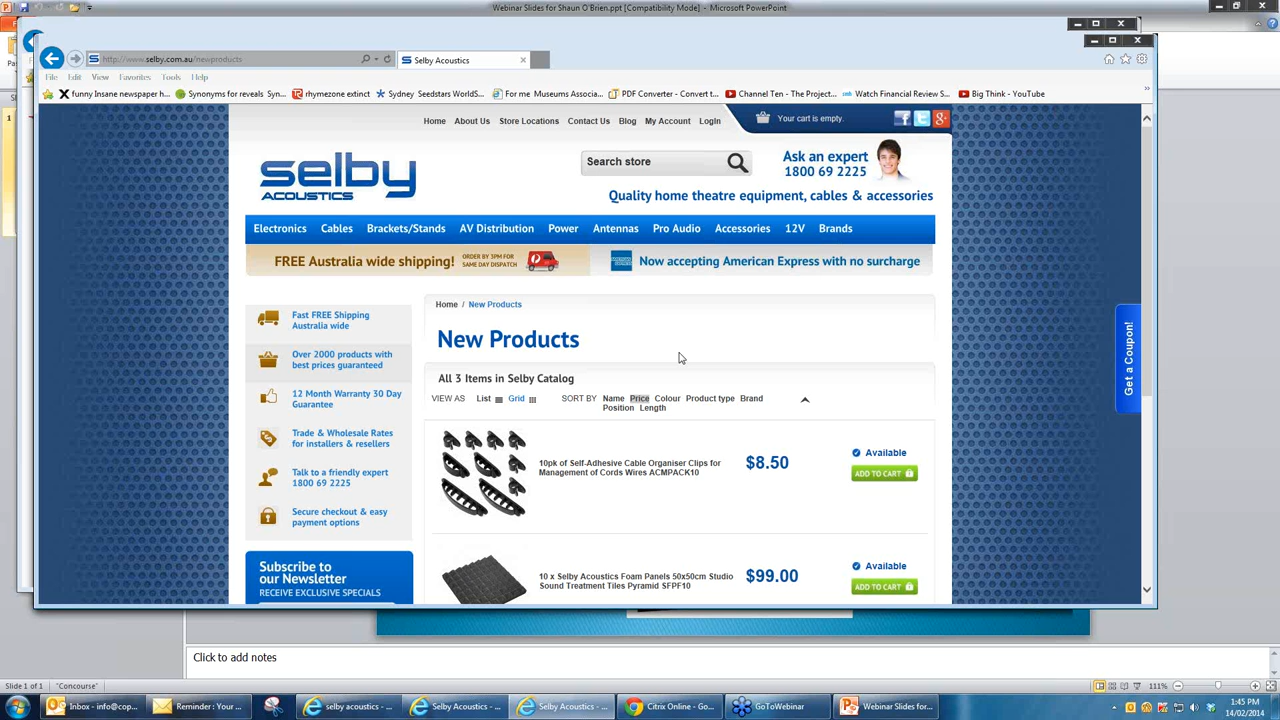 Webinar Slides for Shaun O'Brien.ppt [Compatibility Mode] - Microsoft PowerPoint
http://www.selby.com.au/newproducts
Selby Acoustics
File Edit View Favorites Tools Help
funny Insane newspaper h...
Synonyms for reveals Syn...
rhymezone extinct
Sydney Seedstars WorldS...
For me Museums Associa...
PDF Converter – Convert t...
Channel Ten - The Project...
Watch Financial Review S...
Big Think - YouTube
Home About Us Store Locations Contact Us Blog My Account LogIn
Your cart is empty.
selby
ACOUSTICS
Search store
Ask an expert
1800 69 2225
Quality home theatre equipment, cables & accessories
Electronics Cables Brackets/Stands AV Distribution Power Antennas Pro Audio Accessories 12V Brands
FREE Australia wide shipping!
ORDER BY 3PM FOR
SAME DAY DISPATCH
Now accepting American Express with no surcharge
Fast FREE Shipping
Australia wide
Over 2000 products with
best prices guaranteed
12 Month Warranty 30 Day
Guarantee
Trade & Wholesale Rates
for installers & resellers
Talk to a friendly expert
1800 69 2225
Secure checkout & easy
payment options
Subscribe to
our Newsletter
RECEIVE EXCLUSIVE SPECIALS
Home / New Products
New Products
All 3 Items in Selby Catalog
VIEW AS List Grid SORT BY Name Price Colour Product type Brand
Position Length
10pk of Self-Adhesive Cable Organiser Clips for
Management of Cords Wires ACMPACK10
$8.50
Available
ADD TO CART
10 x Selby Acoustics Foam Panels 50x50cm Studio
Sound Treatment Tiles Pyramid SFPF10
$99.00
Available
ADD TO CART
Get a Coupon!
Click to add notes
Slide 1 of 1 "Concourse" 111%
Inbox - info@cop...
Reminder : Your ...
selby acoustics - ...
Selby Acoustics - ...
Selby Acoustics - ...
Citrix Online - Go...
GoToWebinar
Webinar Slides for...
1:45 PM
14/02/2014